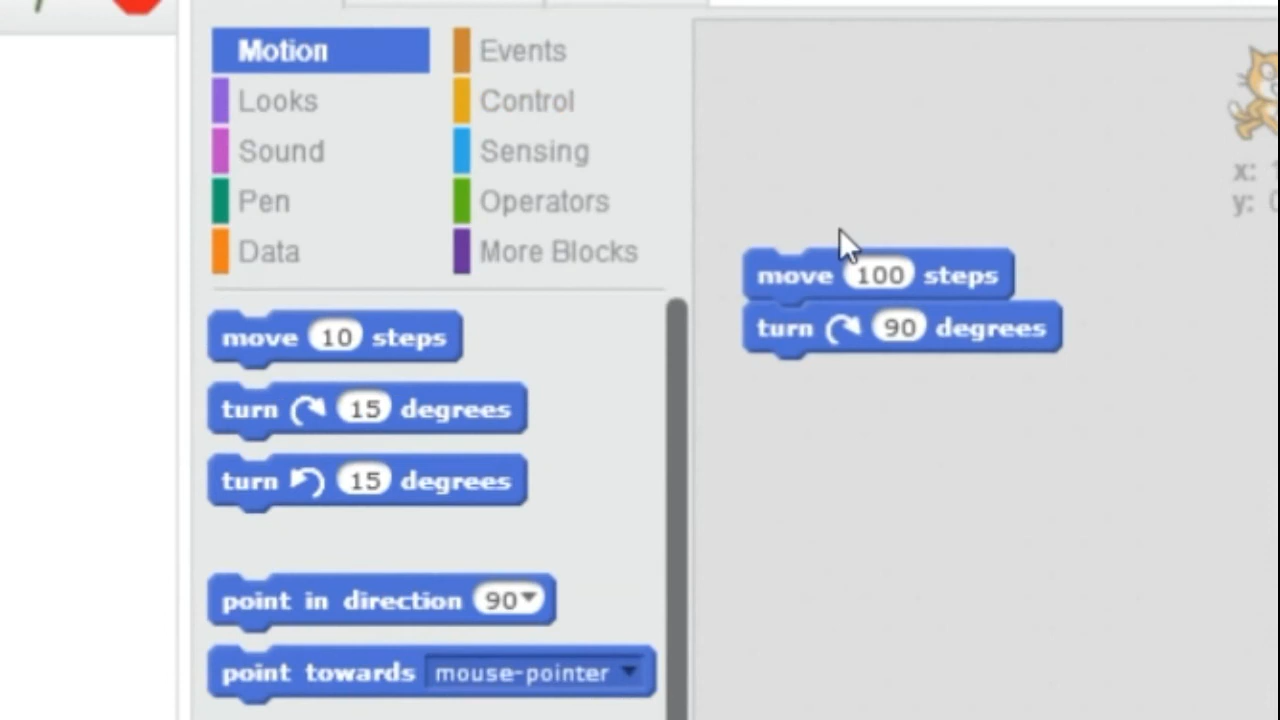 Motion
Events
Looks
Control
Sound
Sensing
Pen
Operators
Data
More Blocks
move 10 steps
turn 15 degrees
turn 15 degrees
point in direction 90
point towards mouse-pointer
move 100 steps
turn 90 degrees
x:
y: